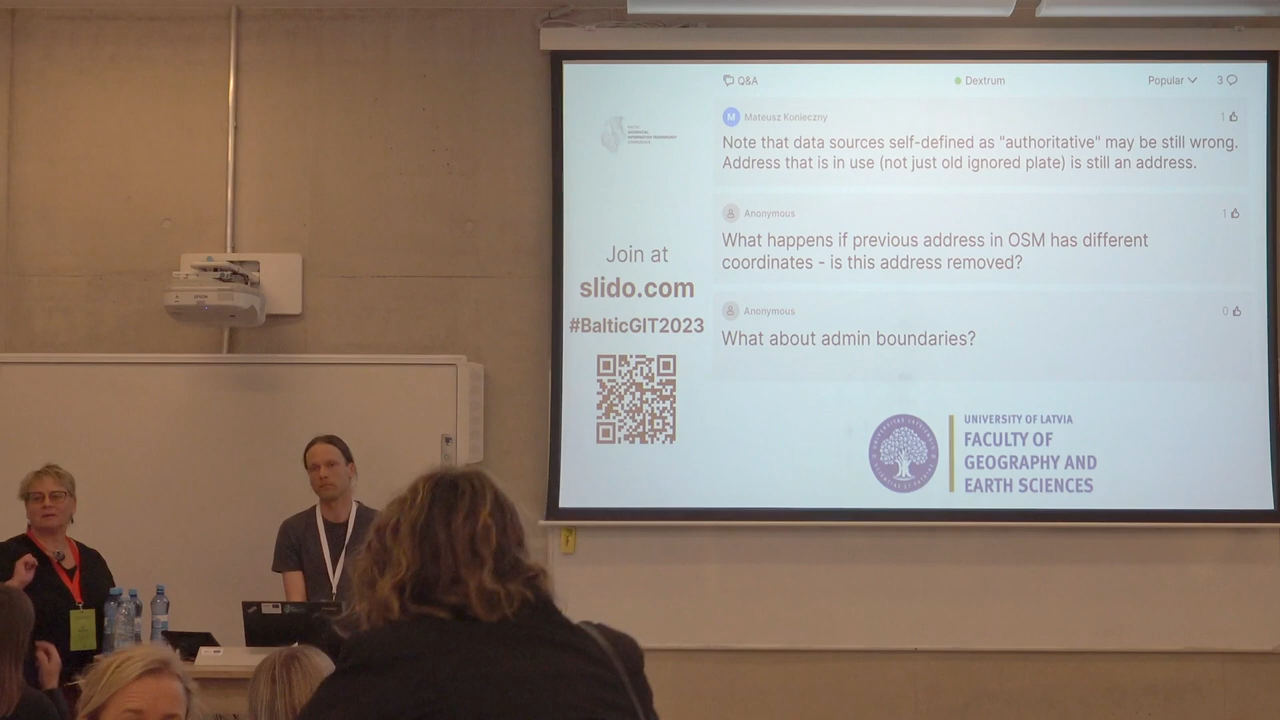 Q&A
Dextrum
Popular
3
M
Mateusz Konieczny
1
Note that data sources self-defined as "authoritative" may be still wrong.
Address that is in use (not just old ignored plate) is still an address.
Anonymous
1
What happens if previous address in OSM has different
coordinates - is this address removed?
Anonymous
0
What about admin boundaries?
Join at
slido.com
#BalticGIT2023
UNIVERSITY OF LATVIA
FACULTY OF
GEOGRAPHY AND
EARTH SCIENCES
EPSON